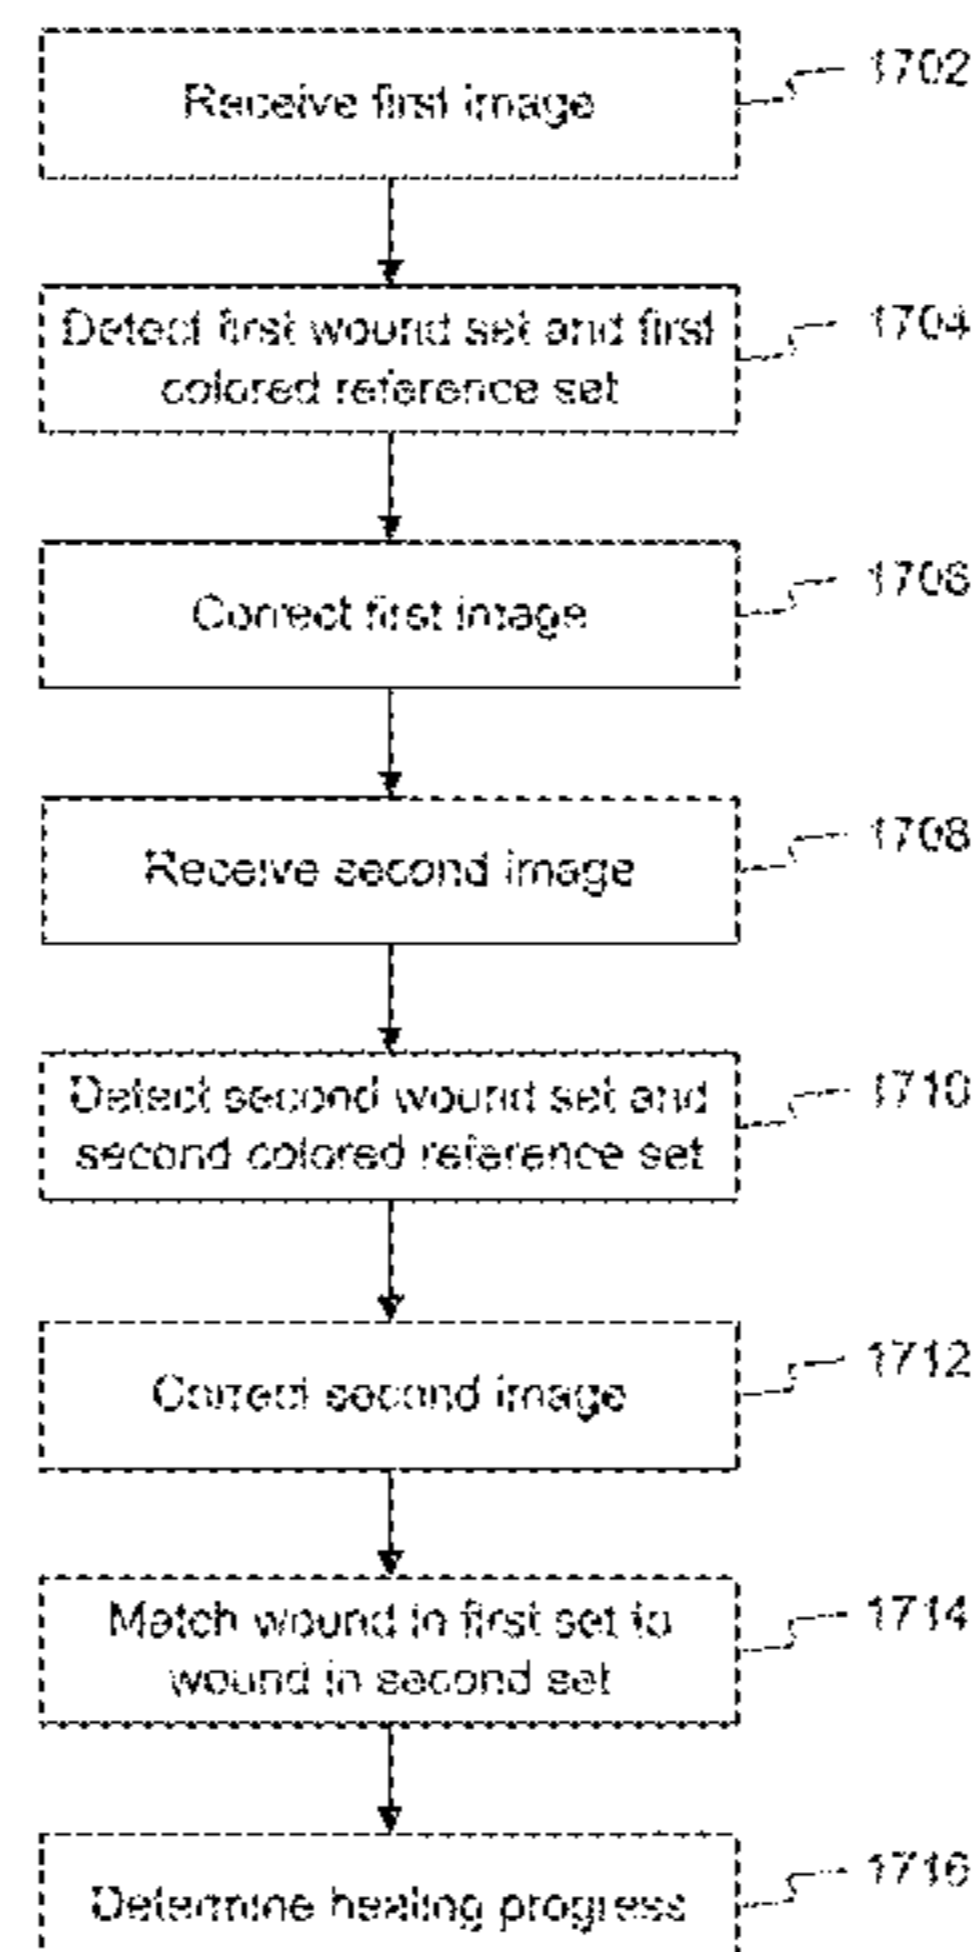 Receive first image
1702
Detect first wound set and first
colored reference set
1704
Correct first image
1706
Receive second image
1708
Detect second wound set and
second colored reference set
1710
Correct second image
1712
Match wound in first set to
wound in second set
1714
Determine healing progress
1716